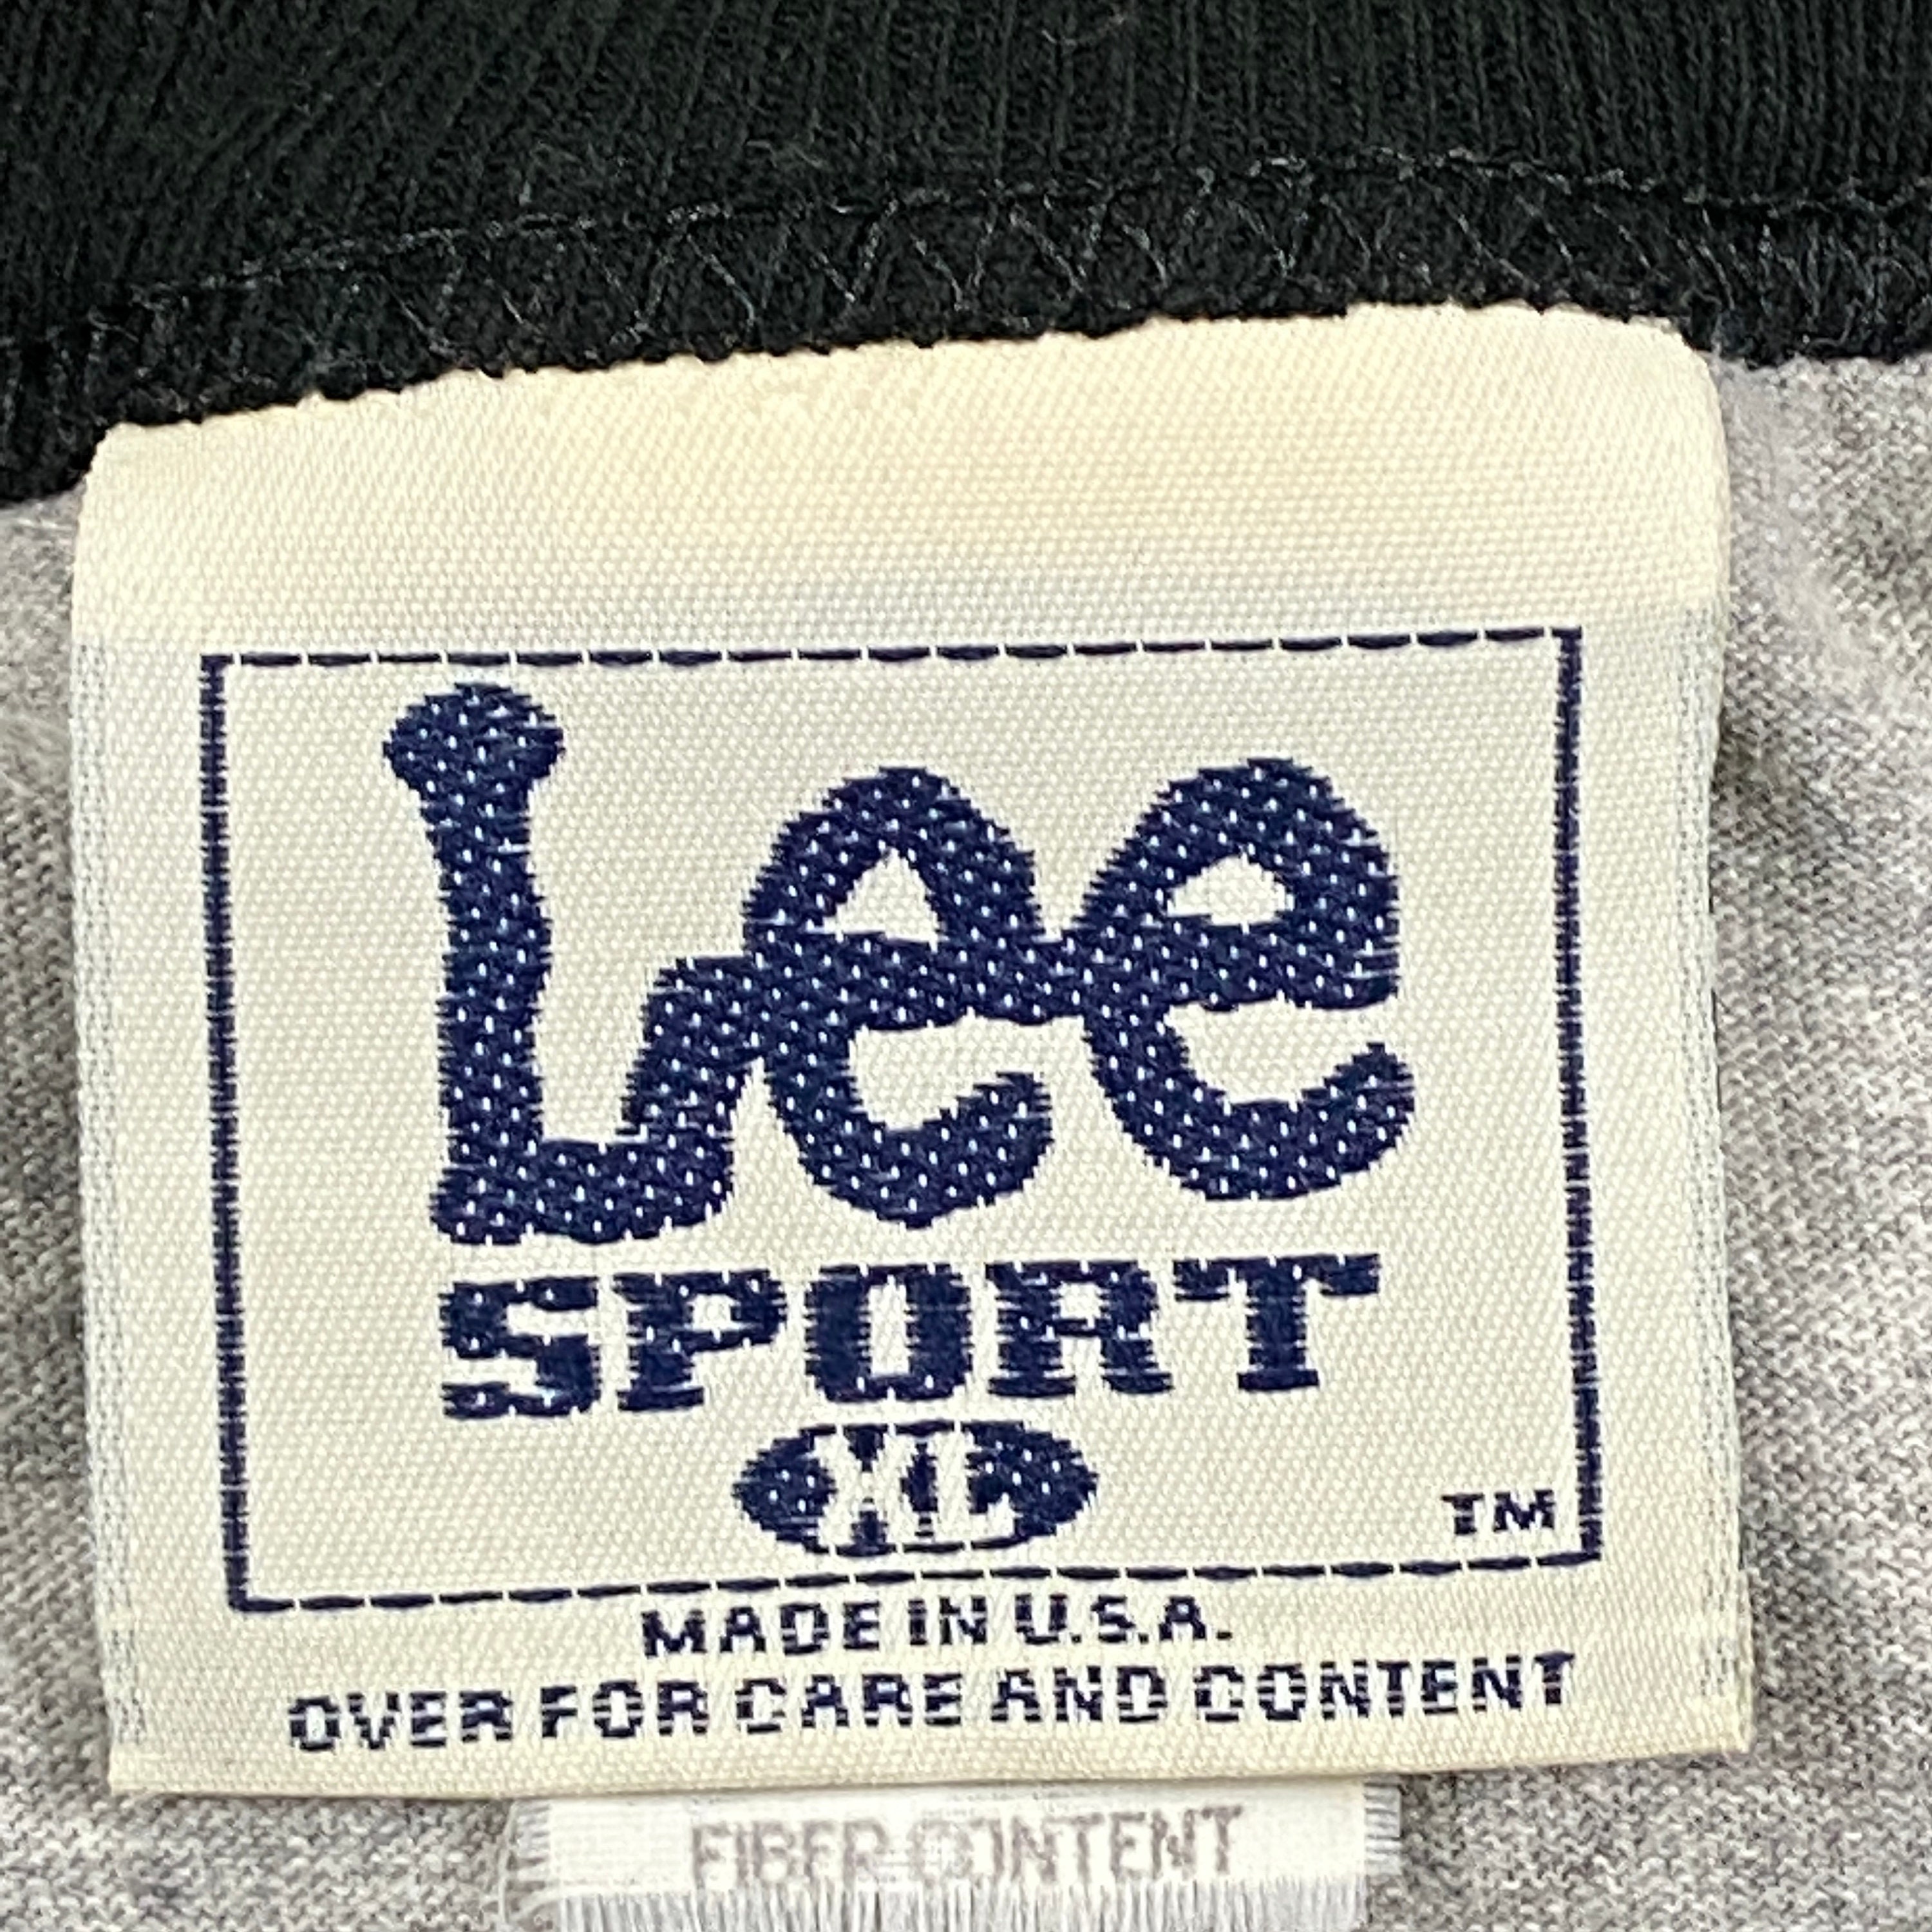 Lee
SPORT
XL
TM
MADE IN U.S.A.
OVER FOR CARE AND CONTENT
FIBER CONTENT